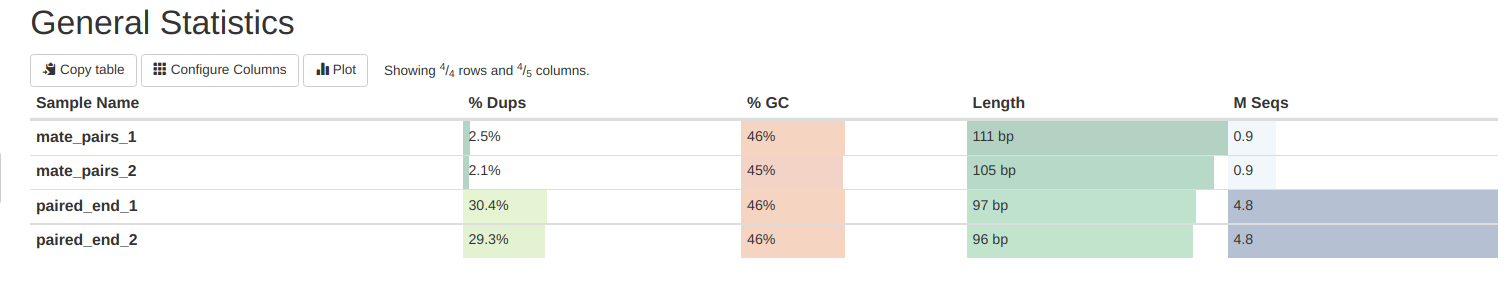 General Statistics
Copy table Configure Columns Plot Showing 4/4 rows and 4/5 columns.
Sample Name % Dups % GC Length M Seqs
mate_pairs_1 2.5% 46% 111 bp 0.9
mate_pairs_2 2.1% 45% 105 bp 0.9
paired_end_1 30.4% 46% 97 bp 4.8
paired_end_2 29.3% 46% 96 bp 4.8